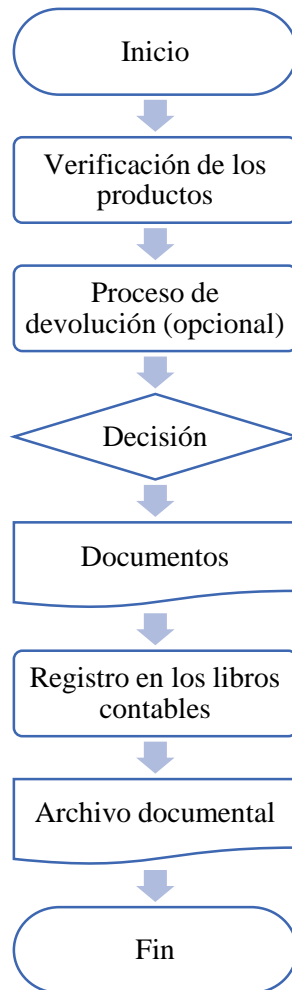 Inicio
Verificación de los
productos
Proceso de
devolución (opcional)
Decisión
Documentos
Registro en los libros
contables
Archivo documental
Fin